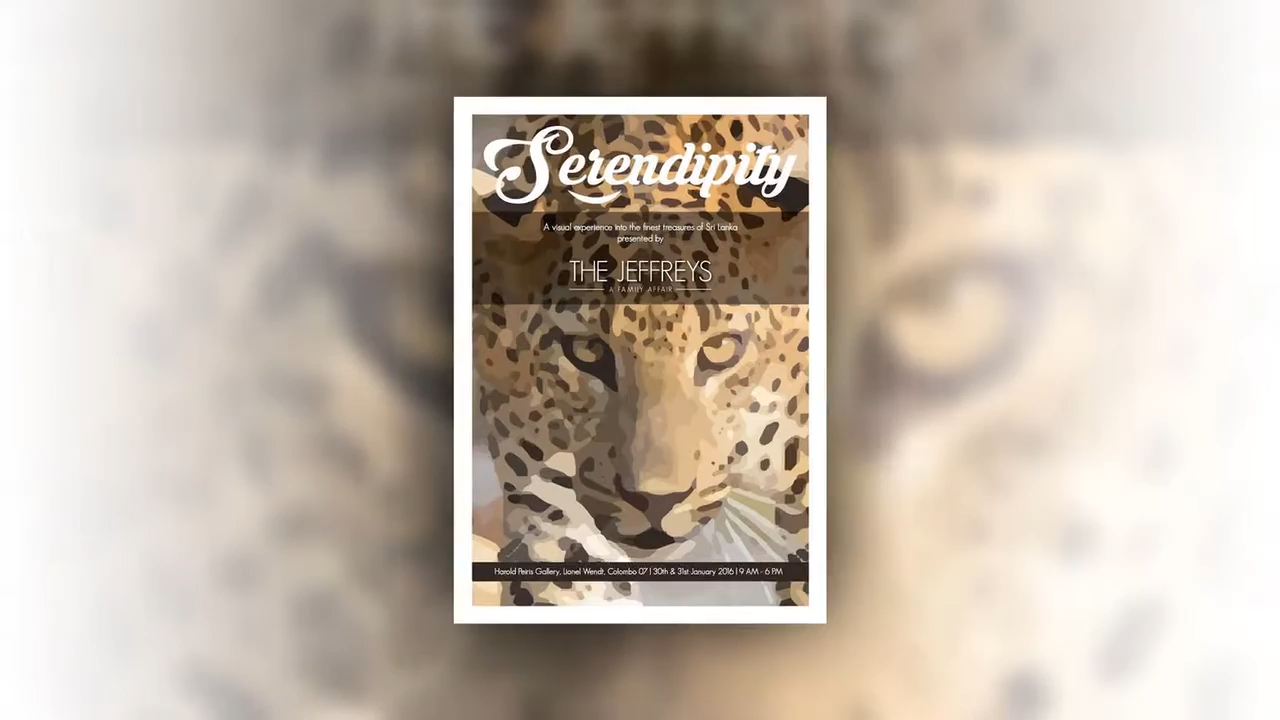 Serendipity
A visual experience into the finest treasures of Sri Lanka
presented by
THE JEFFREYS
A FAMILY AFFAIR
Harold Peiris Gallery, Lionel Wendt, Colombo 07 | 30th & 31st January 2016 | 9 AM - 6 PM